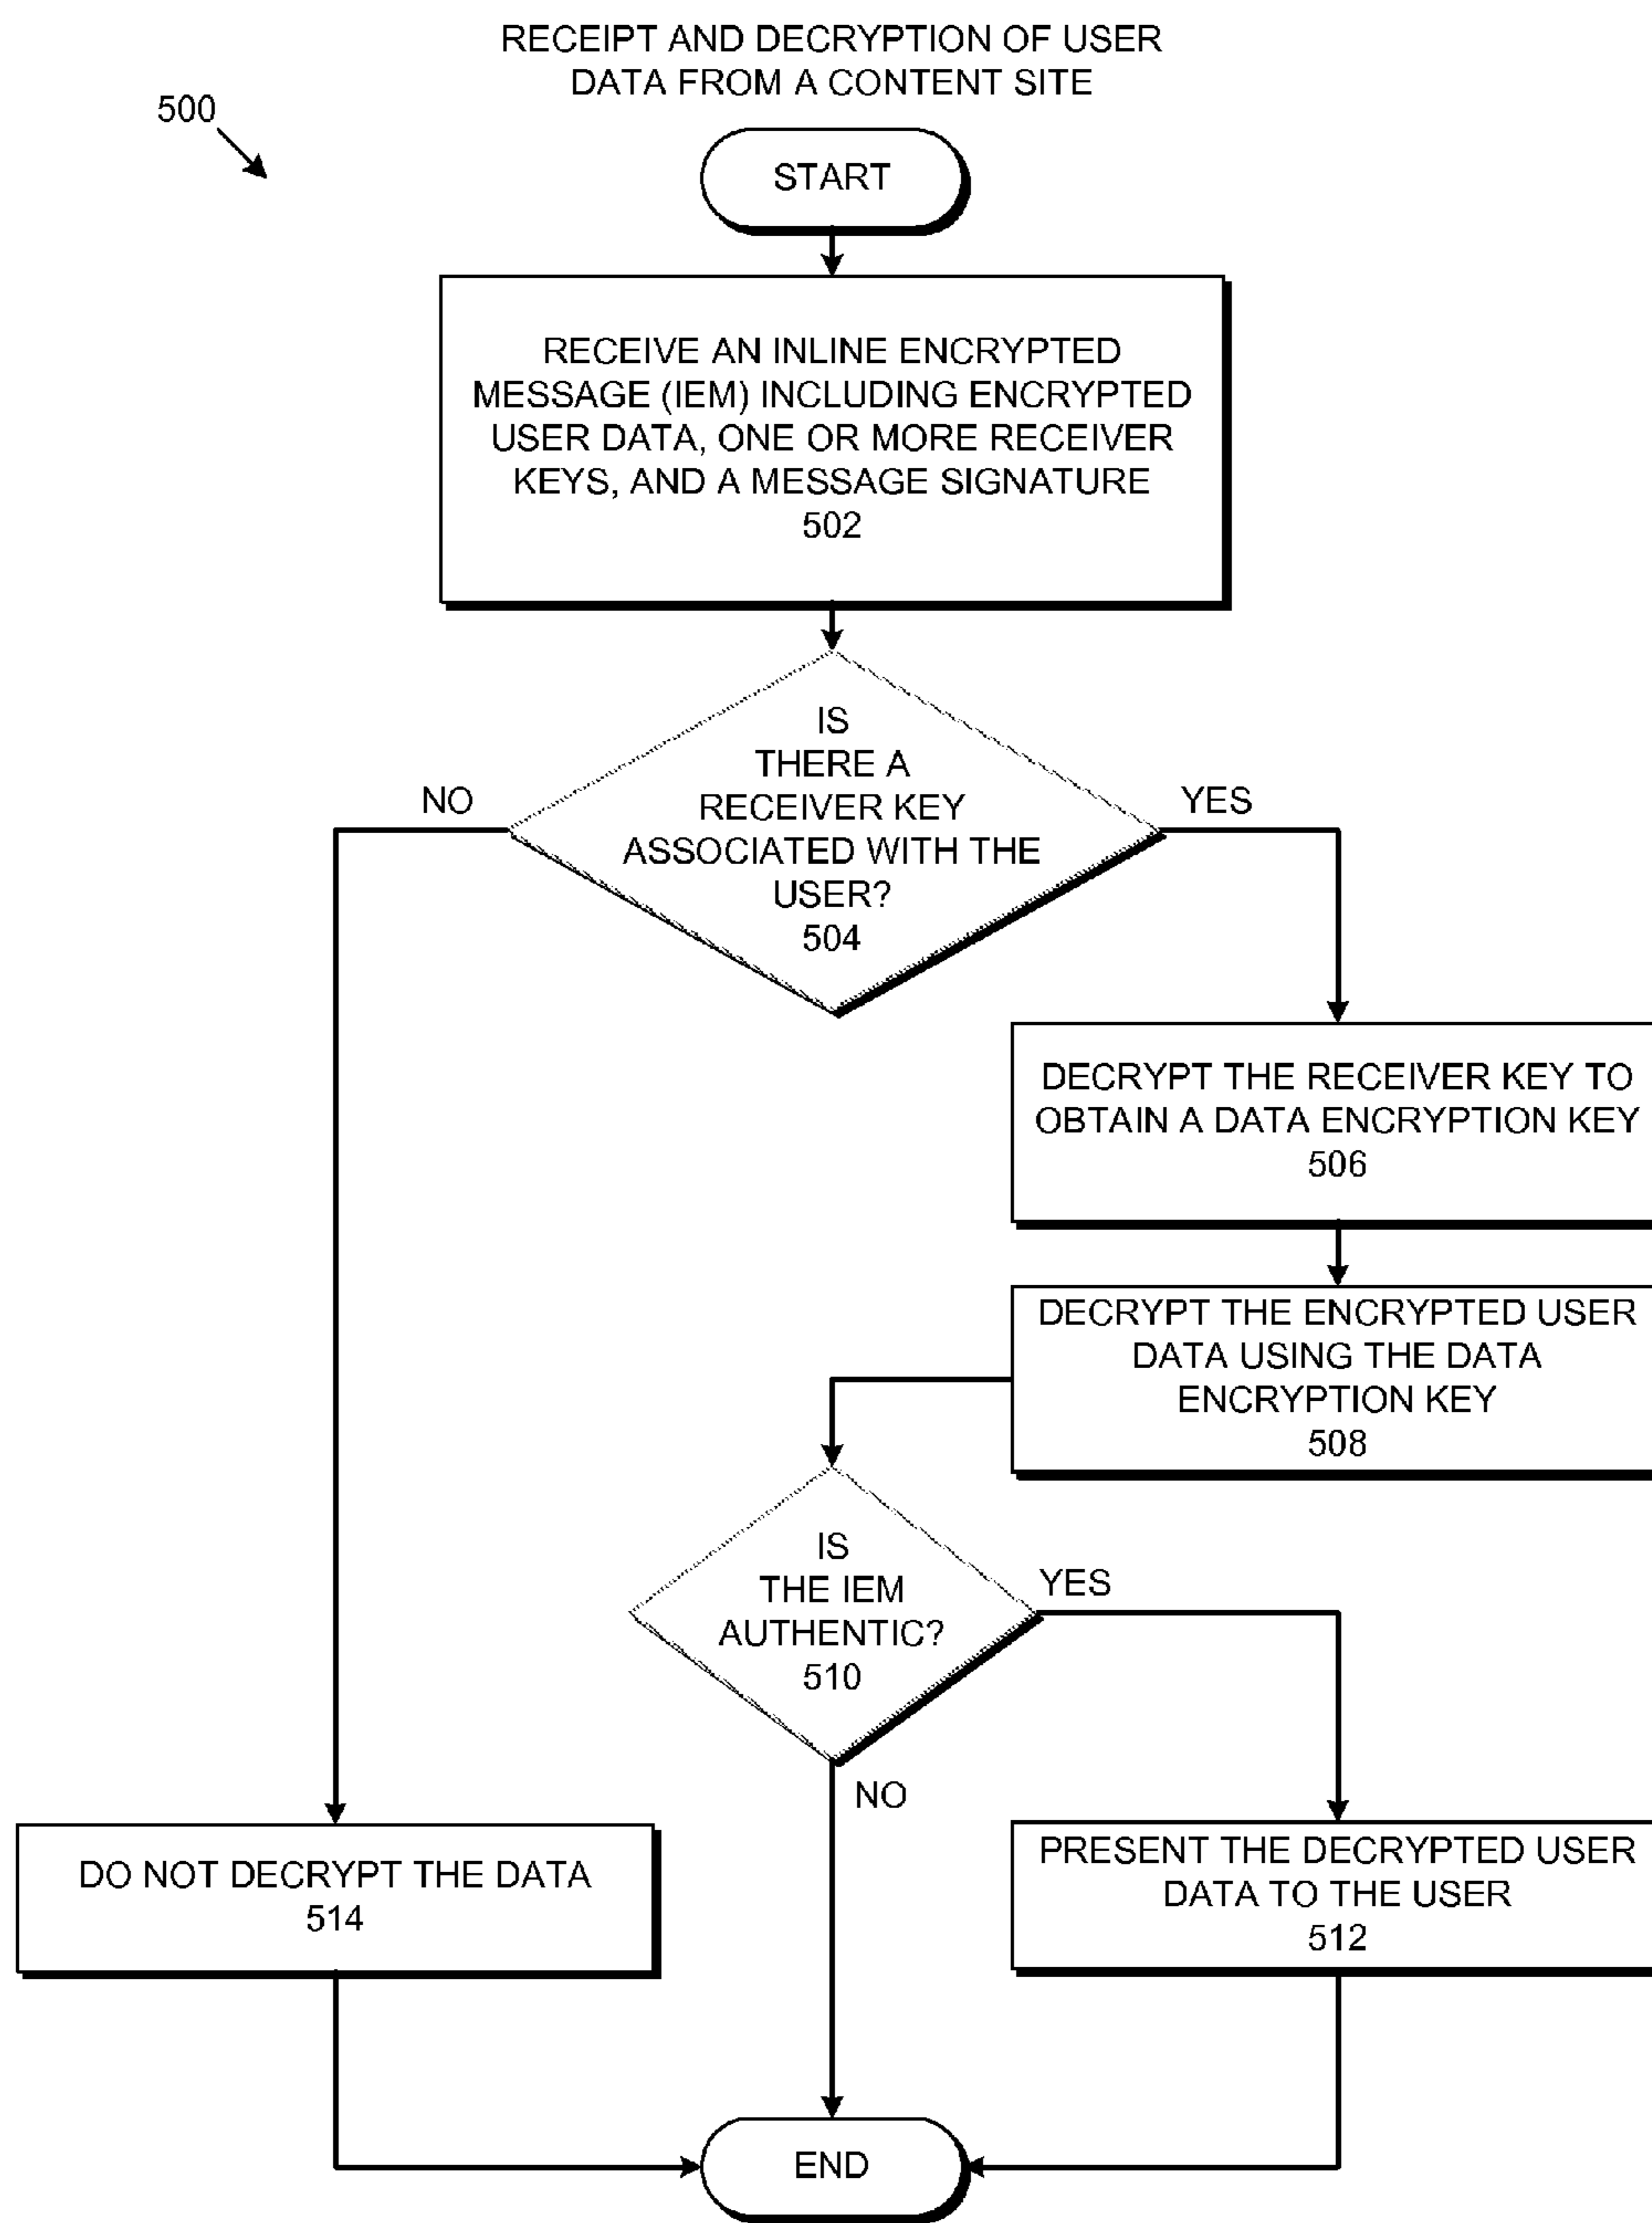 RECEIPT AND DECRYPTION OF USER
DATA FROM A CONTENT SITE
500
START
RECEIVE AN INLINE ENCRYPTED
MESSAGE (IEM) INCLUDING ENCRYPTED
USER DATA, ONE OR MORE RECEIVER
KEYS, AND A MESSAGE SIGNATURE
502
IS
THERE A
RECEIVER KEY
ASSOCIATED WITH THE
USER?
504
NO
YES
DECRYPT THE RECEIVER KEY TO
OBTAIN A DATA ENCRYPTION KEY
506
DECRYPT THE ENCRYPTED USER
DATA USING THE DATA
ENCRYPTION KEY
508
IS
THE IEM
AUTHENTIC?
510
YES
NO
DO NOT DECRYPT THE DATA
514
PRESENT THE DECRYPTED USER
DATA TO THE USER
512
END